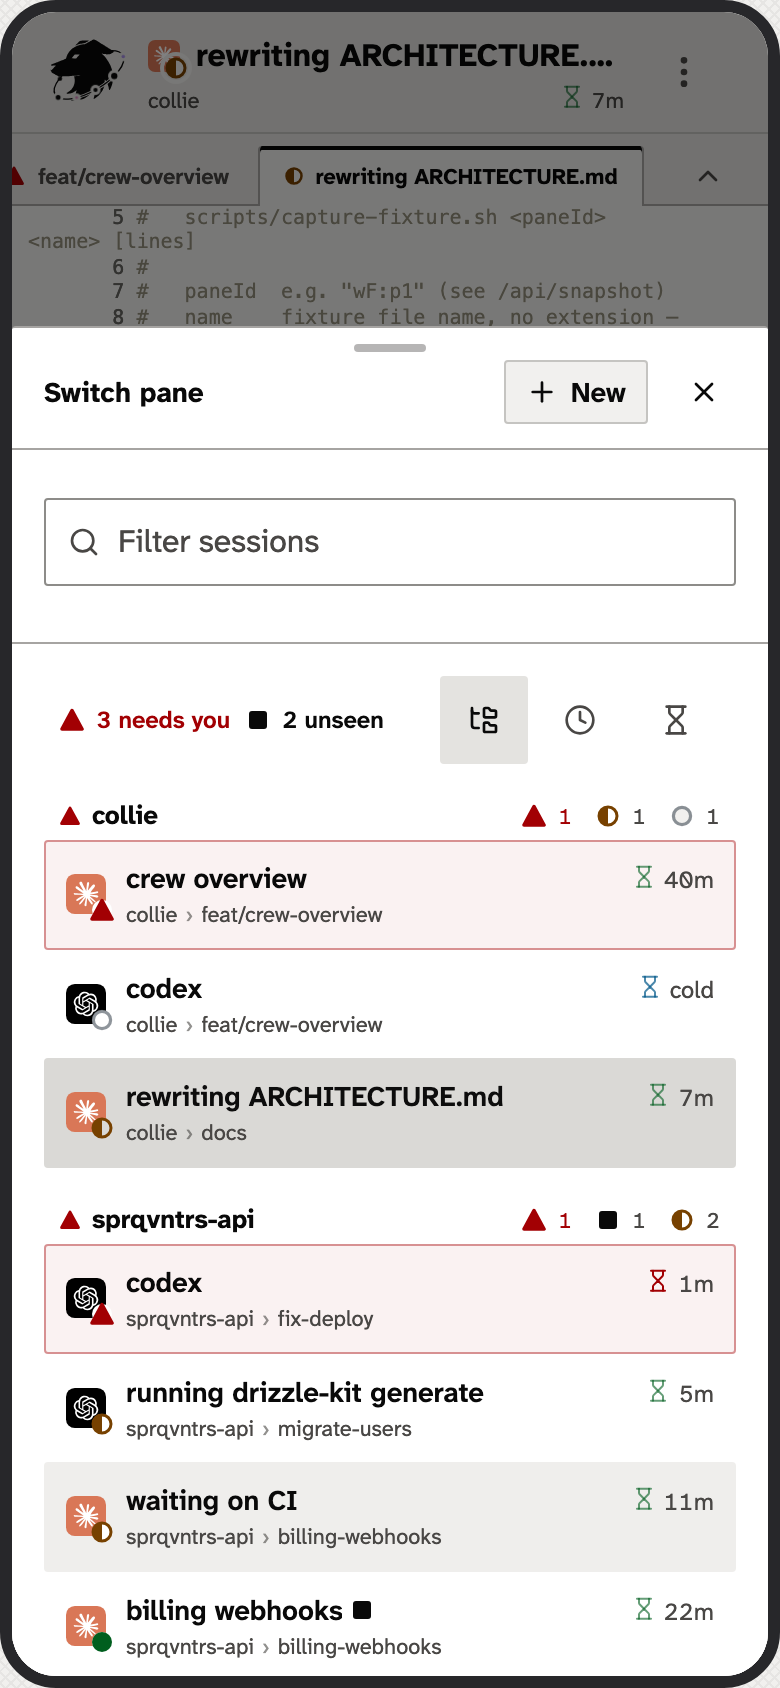 rewriting ARCHITECTURE....
collie
7m
feat/crew-overview
rewriting ARCHITECTURE.md
5 #   scripts/capture-fixture.sh <paneId>
<name> [lines]
6 #
7 #   paneId  e.g. "wF:p1" (see /api/snapshot)
8 #   name    fixture file name, no extension —
Switch pane
+ New
Filter sessions
3 needs you
2 unseen
collie
1 1 1
crew overview
40m
collie › feat/crew-overview
codex
cold
collie › feat/crew-overview
rewriting ARCHITECTURE.md
7m
collie › docs
sprqvntrs-api
1 1 2
codex
1m
sprqvntrs-api › fix-deploy
running drizzle-kit generate
5m
sprqvntrs-api › migrate-users
waiting on CI
11m
sprqvntrs-api › billing-webhooks
billing webhooks
22m
sprqvntrs-api › billing-webhooks